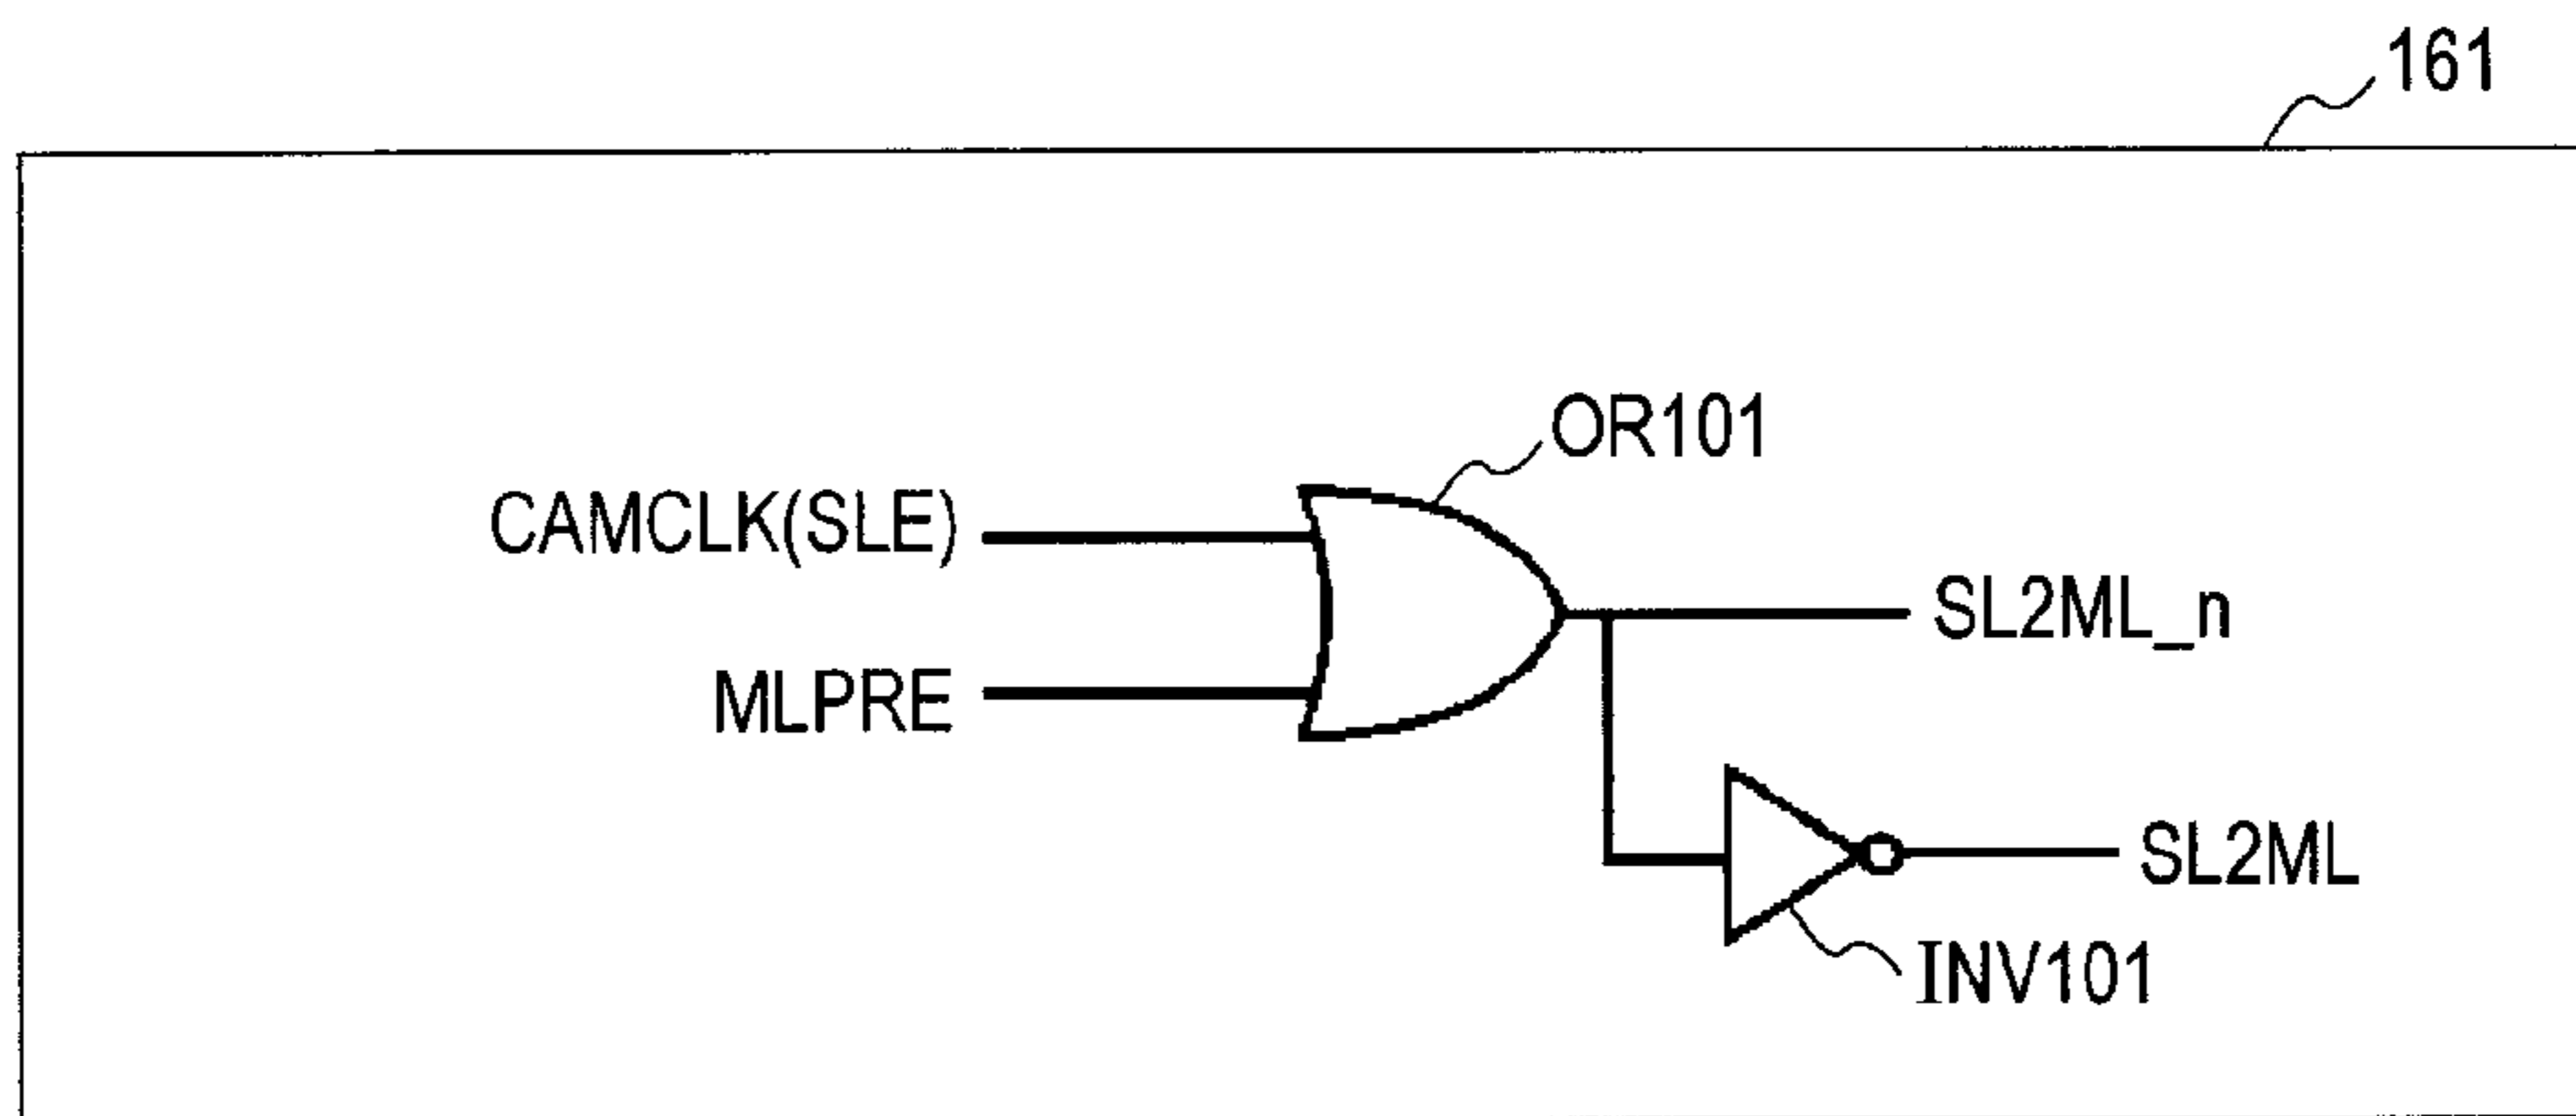 161
OR101
CAMCLK(SLE)
SL2ML_n
MLPRE
SL2ML
INV101